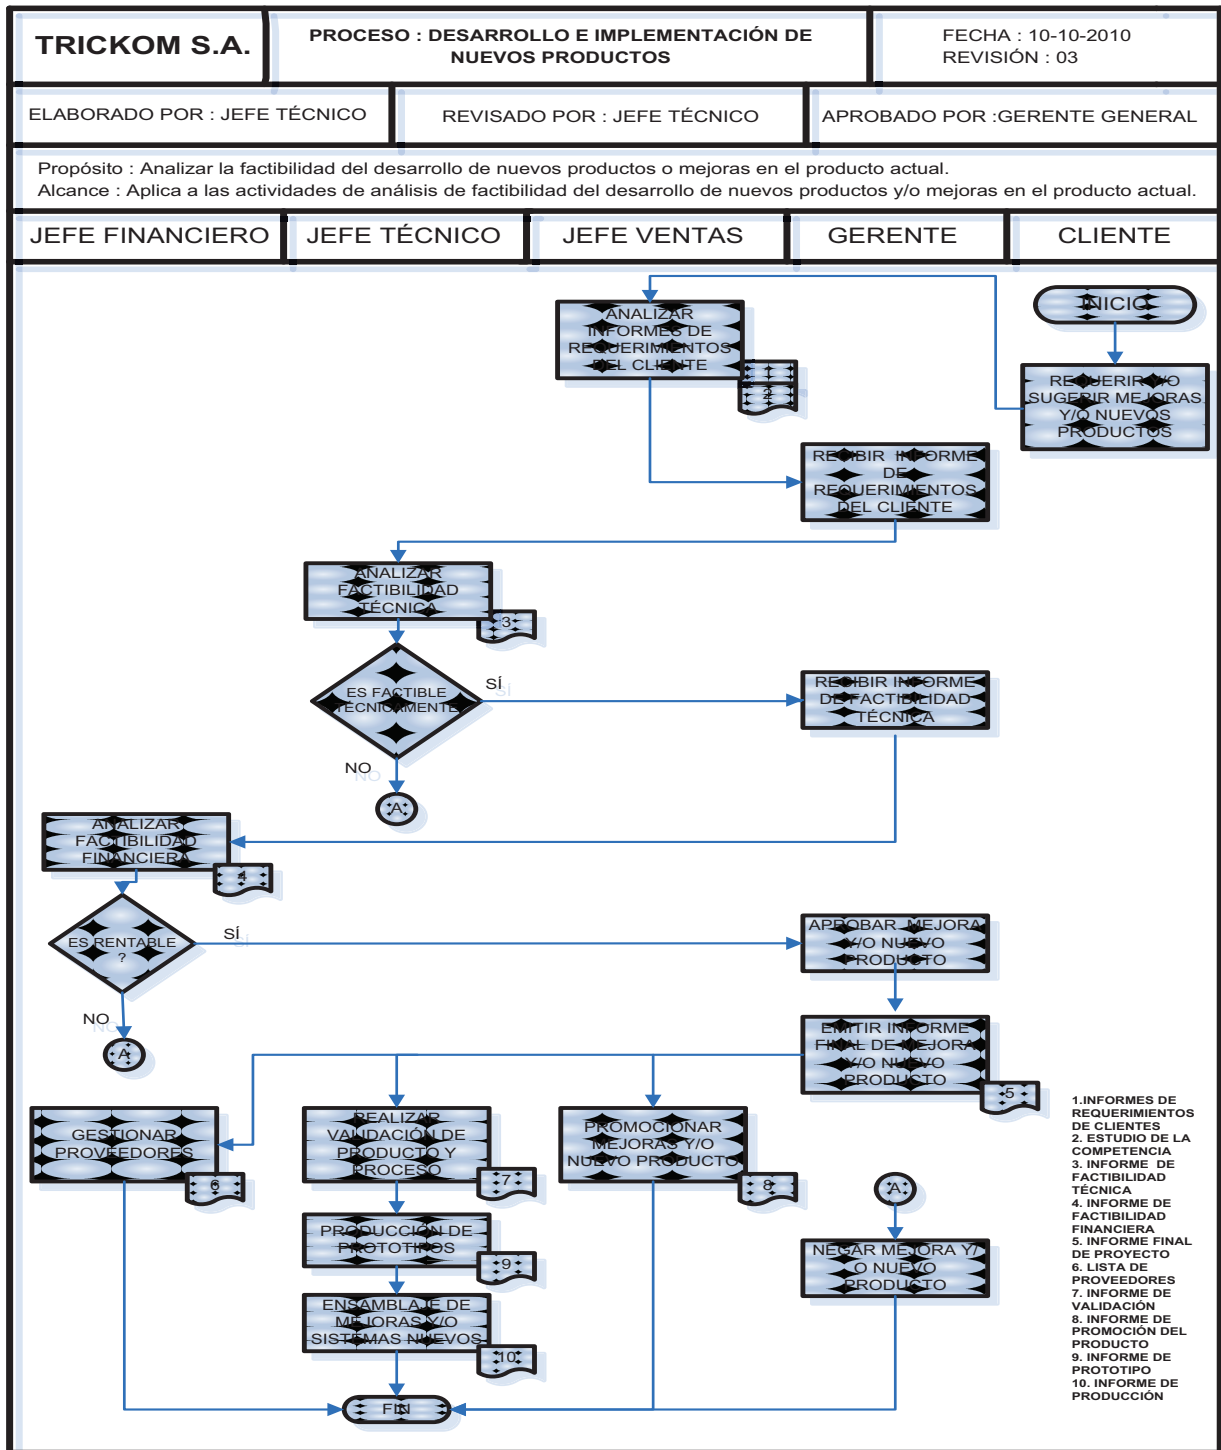 TRICKOM S.A.
PROCESO : DESARROLLO E IMPLEMENTACIÓN DE
NUEVOS PRODUCTOS
FECHA : 10-10-2010
REVISIÓN : 03
ELABORADO POR : JEFE TÉCNICO
REVISADO POR : JEFE TÉCNICO
APROBADO POR :GERENTE GENERAL
Propósito : Analizar la factibilidad del desarrollo de nuevos productos o mejoras en el producto actual.
Alcance : Aplica a las actividades de análisis de factibilidad del desarrollo de nuevos productos y/o mejoras en el producto actual.
JEFE FINANCIERO
JEFE TÉCNICO
JEFE VENTAS
GERENTE
CLIENTE
INICIO
ANALIZAR
INFORMES DE
REQUERIMIENTOS
DEL CLIENTE
2
REQUERIR Y/O
SUGERIR MEJORAS
Y/O NUEVOS
PRODUCTOS
RECIBIR INFORME
DE
REQUERIMIENTOS
DEL CLIENTE
ANALIZAR
FACTIBILIDAD
TÉCNICA
3
ES FACTIBLE
TÉCNICAMENTE
SÍ
NO
A
RECIBIR INFORME
DE FACTIBILIDAD
TÉCNICA
ANALIZAR
FACTIBILIDAD
FINANCIERA
4
ES RENTABLE
?
SÍ
NO
A
APROBAR MEJORA
Y/O NUEVO
PRODUCTO
EMITIR INFORME
FINAL DE MEJORA
Y/O NUEVO
PRODUCTO
5
GESTIONAR
PROVEEDORES
6
REALIZAR
VALIDACIÓN DE
PRODUCTO Y
PROCESO
7
PROMOCIONAR
MEJORAS Y/O
NUEVO PRODUCTO
8
A
PRODUCCIÓN DE
PROTOTIPOS
9
NEGAR MEJORA Y/
O NUEVO
PRODUCTO
ENSAMBLAJE DE
MEJORAS Y/O
SISTEMAS NUEVOS
10
FIN
1.INFORMES DE
REQUERIMIENTOS
DE CLIENTES
2. ESTUDIO DE LA
COMPETENCIA
3. INFORME DE
FACTIBILIDAD
TÉCNICA
4. INFORME DE
FACTIBILIDAD
FINANCIERA
5. INFORME FINAL
DE PROYECTO
6. LISTA DE
PROVEEDORES
7. INFORME DE
VALIDACIÓN
8. INFORME DE
PROMOCIÓN DEL
PRODUCTO
9. INFORME DE
PROTOTIPO
10. INFORME DE
PRODUCCIÓN